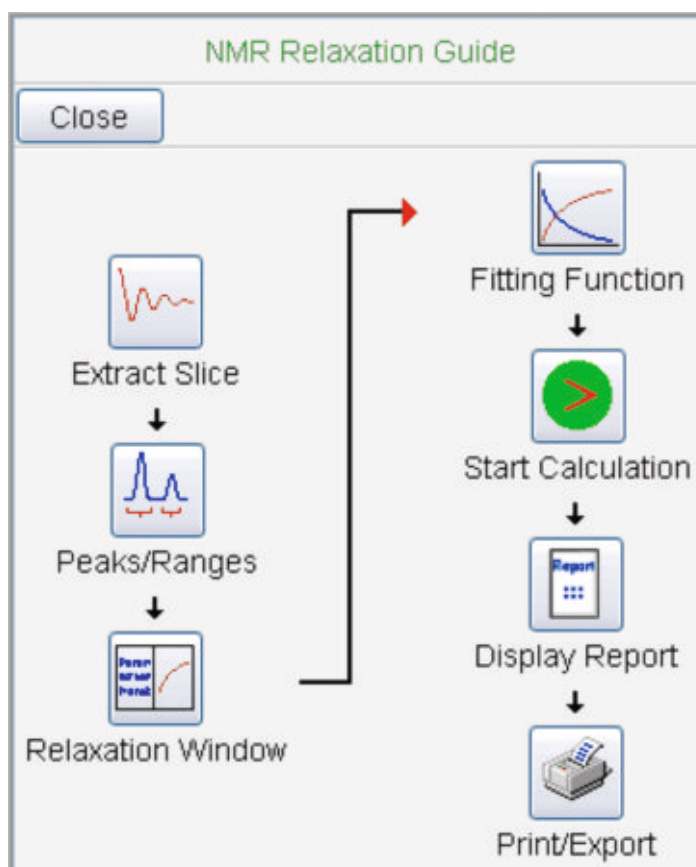 NMR Relaxation Guide
Close
Extract Slice
Peaks/Ranges
Relaxation Window
Fitting Function
Start Calculation
Report
Display Report
Print/Export